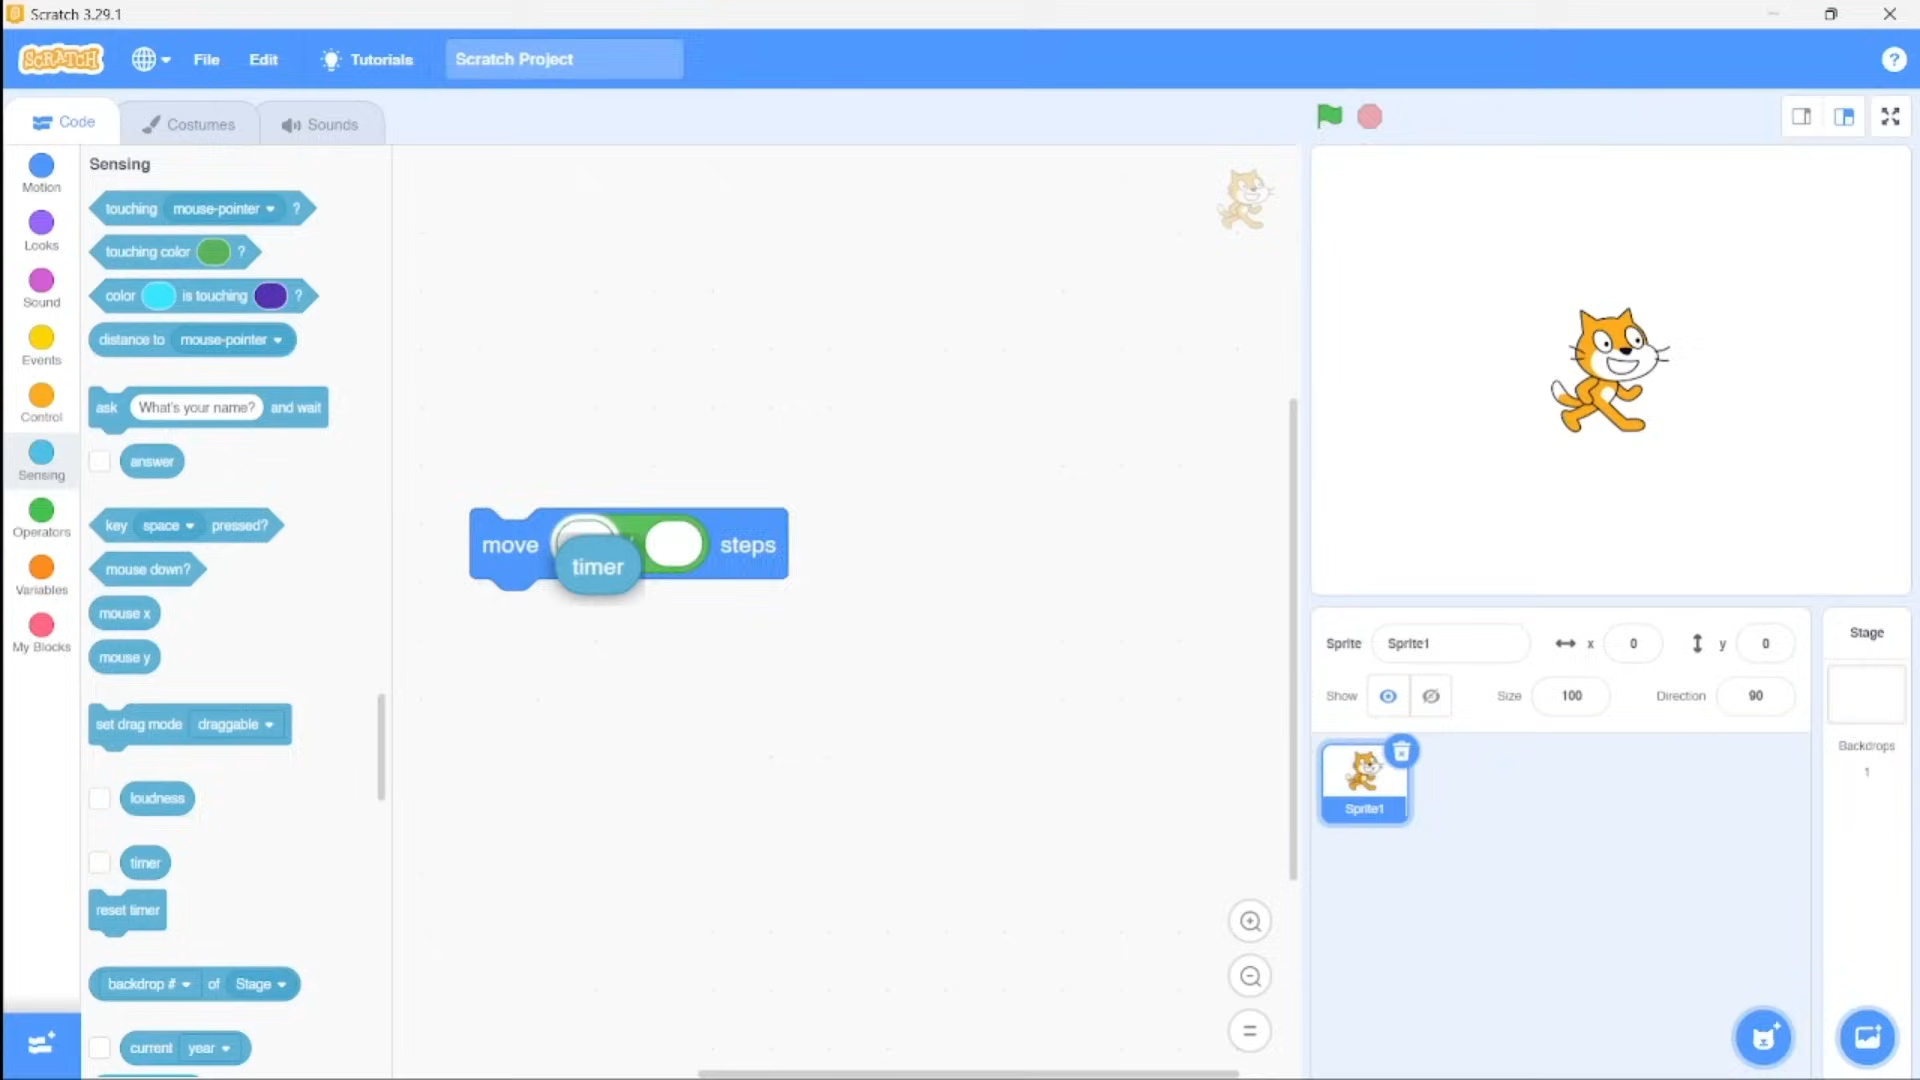 Scratch 3.29.1
SCRATCH
File
Edit
Tutorials
Scratch Project
?
Code
Costumes
Sounds
Motion
Looks
Sound
Events
Control
Sensing
Operators
Variables
My Blocks
Sensing
touching mouse-pointer ?
touching color ?
color is touching ?
distance to mouse-pointer
ask What's your name? and wait
answer
key space pressed?
mouse down?
mouse x
mouse y
set drag mode draggable
loudness
timer
reset timer
backdrop # of Stage
current year
move steps
timer
Sprite Sprite1 x 0 y 0
Show Size 100 Direction 90
Sprite1
Stage
Backdrops
1